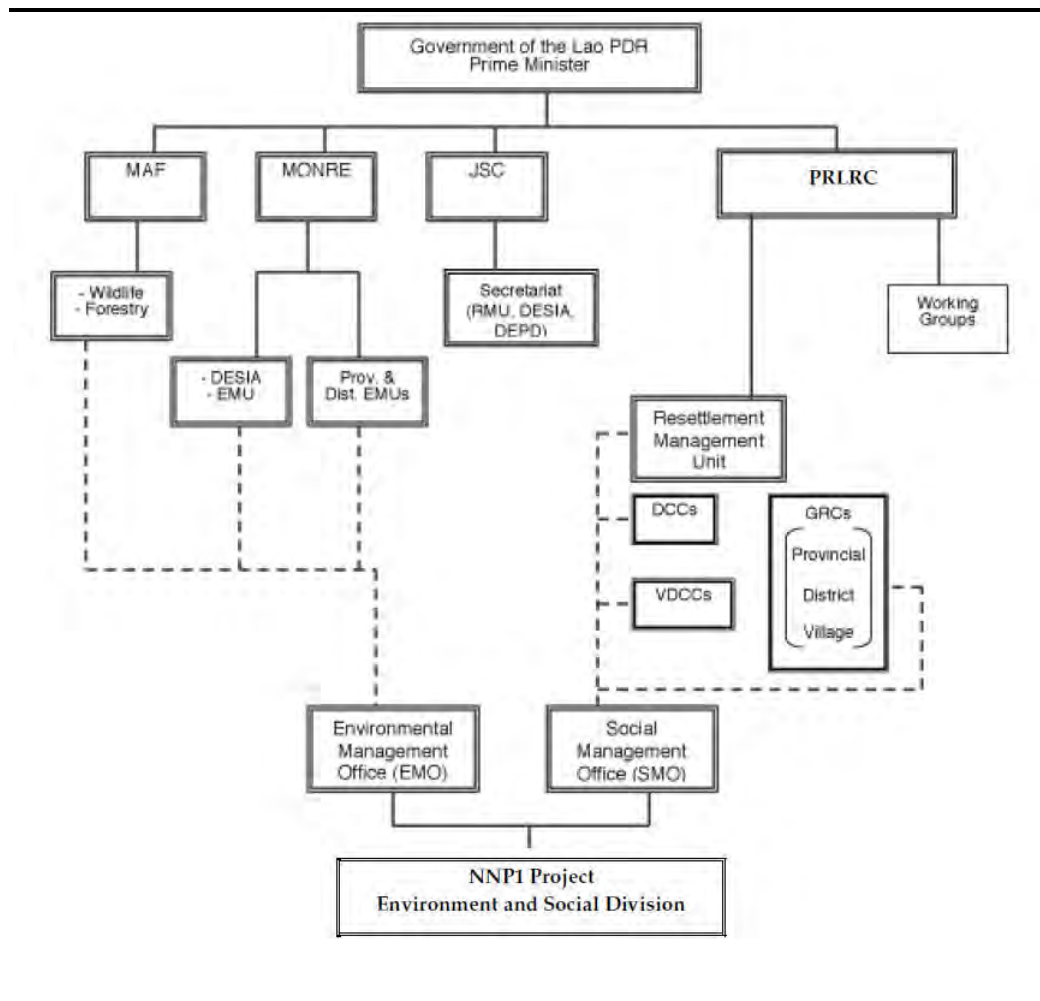 Government of the Lao PDR
Prime Minister
MAF
MONRE
JSC
PRLRC
- Wildlife
- Forestry
Secretariat
(RMU, DESIA,
DEPD)
Working
Groups
- DESIA
- EMU
Prov. &
Dist. EMUs
Resettlement
Management
Unit
DCCs
GRCs
Provincial
District
Village
VDCCs
Environmental
Management
Office (EMO)
Social
Management
Office (SMO)
NNP1 Project
Environment and Social Division